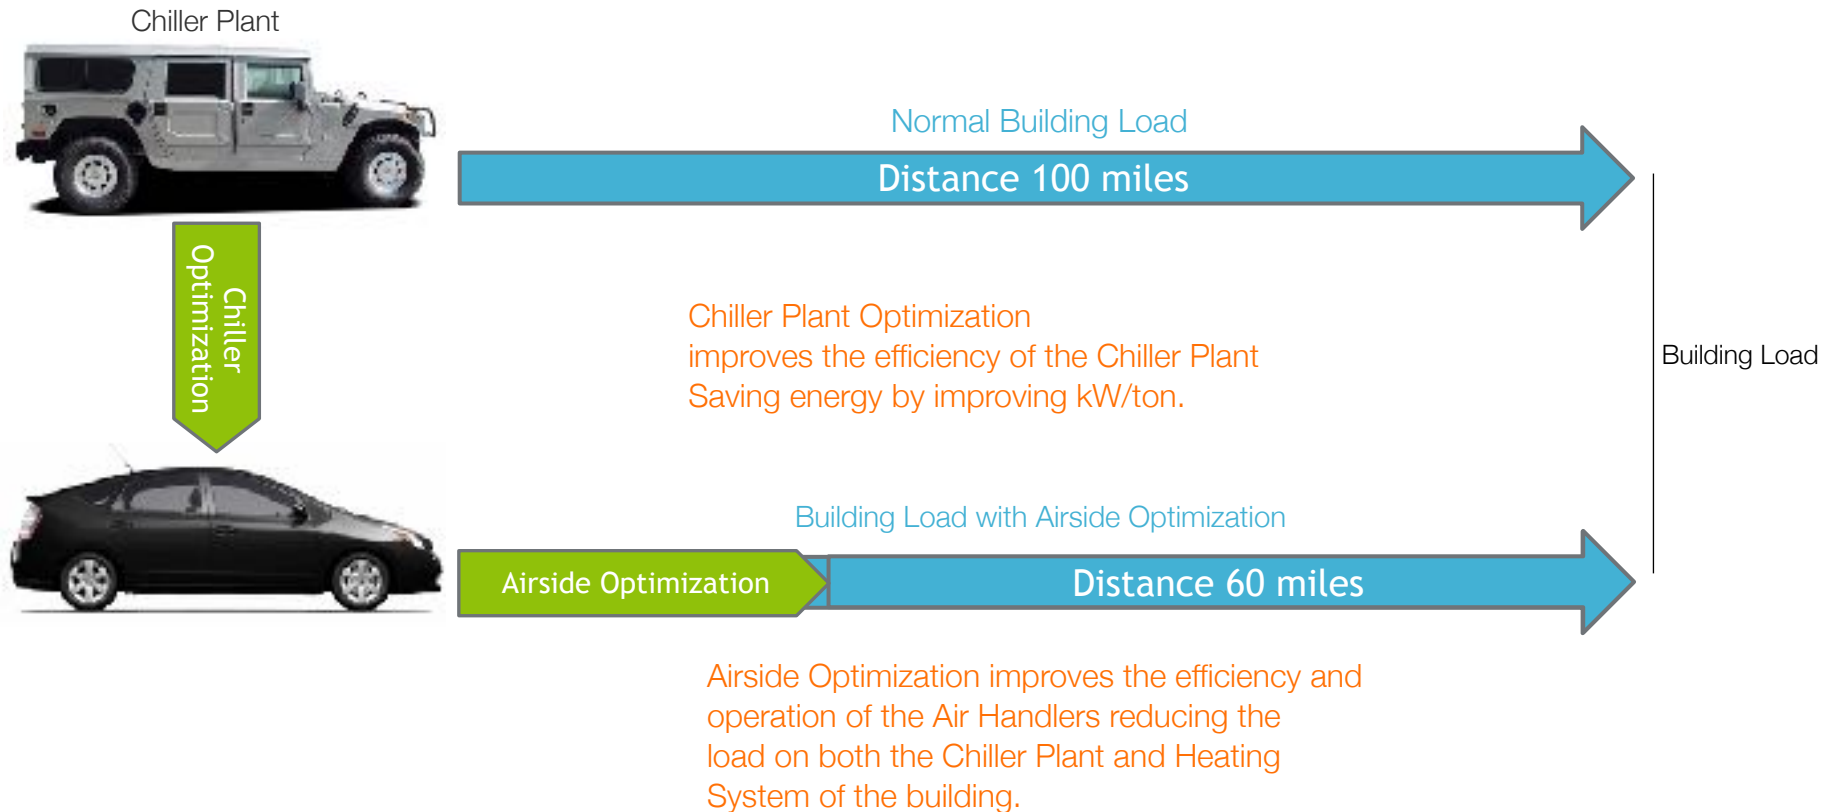 Chiller Plant
Normal Building Load
Distance 100 miles
Chiller
Optimization
Chiller Plant Optimization
improves the efficiency of the Chiller Plant
Saving energy by improving kW/ton.
Building Load
Building Load with Airside Optimization
Airside Optimization
Distance 60 miles
Airside Optimization improves the efficiency and
operation of the Air Handlers reducing the
load on both the Chiller Plant and Heating
System of the building.